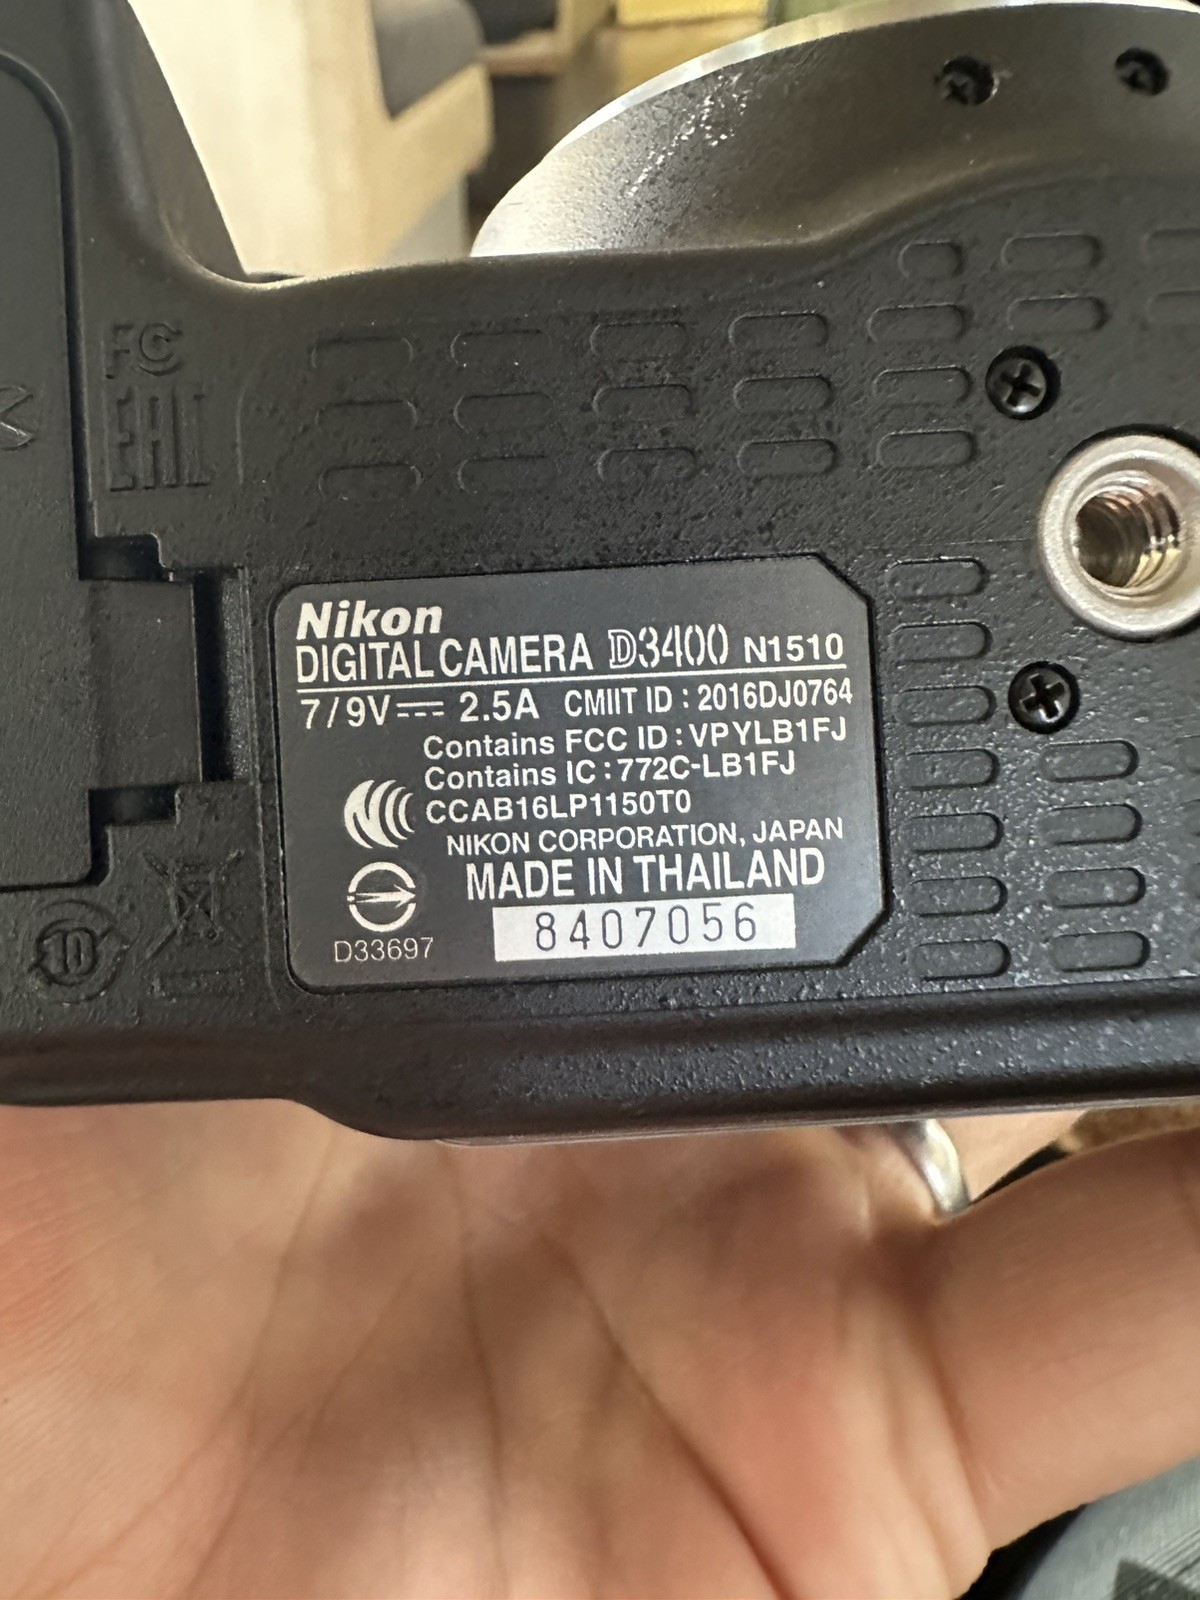 FC
EAC
Nikon
DIGITAL CAMERA D3400 N1510
7/9V 2.5A CMIIT ID : 2016DJ0764
Contains FCC ID : VPYLB1FJ
Contains IC : 772C-LB1FJ
CCAB16LP1150T0
NIKON CORPORATION, JAPAN
MADE IN THAILAND
8407056
D33697
10